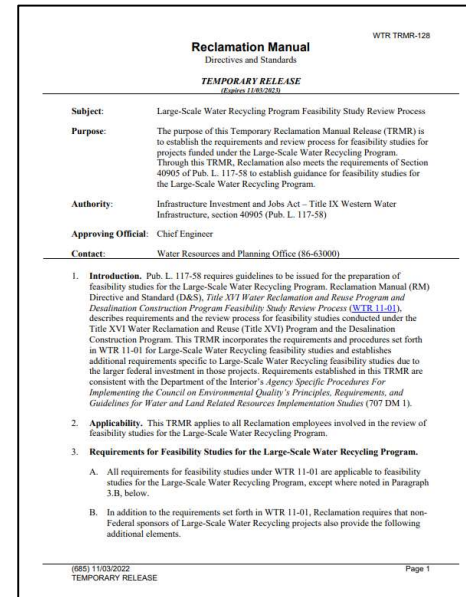 WTR TRMR-128
Reclamation Manual
Directives and Standards
TEMPORARY RELEASE
(Expires 11/03/2023)
Subject: Large-Scale Water Recycling Program Feasibility Study Review Process
Purpose: The purpose of this Temporary Reclamation Manual Release (TRMR) is
to establish the requirements and review process for feasibility studies for
projects funded under the Large-Scale Water Recycling Program.
Through this TRMR, Reclamation also meets the requirements of Section
40905 of Pub. L. 117-58 to establish guidance for feasibility studies for
the Large-Scale Water Recycling Program.
Authority: Infrastructure Investment and Jobs Act – Title IX Western Water
Infrastructure, section 40905 (Pub. L. 117-58)
Approving Official: Chief Engineer
Contact: Water Resources and Planning Office (86-63000)
1. Introduction. Pub. L. 117-58 requires guidelines to be issued for the preparation of
feasibility studies for the Large-Scale Water Recycling Program. Reclamation Manual (RM)
Directive and Standard (D&S), Title XVI Water Reclamation and Reuse Program and
Desalination Construction Program Feasibility Study Review Process (WTR 11-01),
describes requirements and the review process for feasibility studies conducted under the
Title XVI Water Reclamation and Reuse (Title XVI) Program and the Desalination
Construction Program. This TRMR incorporates the requirements and procedures set forth
in WTR 11-01 for Large-Scale Water Recycling feasibility studies and establishes
additional requirements specific to Large-Scale Water Recycling feasibility studies due to
the larger federal investment in those projects. Requirements established in this TRMR are
consistent with the Department of the Interior's Agency Specific Procedures For
Implementing the Council on Environmental Quality's Principles, Requirements, and
Guidelines for Water and Land Related Resources Implementation Studies (707 DM 1).
2. Applicability. This TRMR applies to all Reclamation employees involved in the review of
feasibility studies for the Large-Scale Water Recycling Program.
3. Requirements for Feasibility Studies for the Large-Scale Water Recycling Program.
A. All requirements for feasibility studies under WTR 11-01 are applicable to feasibility
studies for the Large-Scale Water Recycling Program, except where noted in Paragraph
3.B, below.
B. In addition to the requirements set forth in WTR 11-01, Reclamation requires that non-
Federal sponsors of Large-Scale Water Recycling projects also provide the following
additional elements.
(685) 11/03/2022 Page 1
TEMPORARY RELEASE